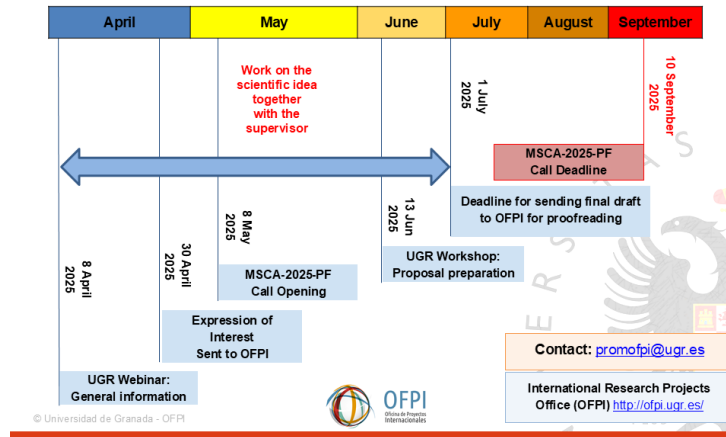 April
May
June
July
August
September
Work on the
scientific idea
together
with the
supervisor
1 July
2025
10 September
2025
MSCA-2025-PF
Call Deadline
Deadline for sending final draft
to OFPI for proofreading
13 Jun
2025
UGR Workshop:
Proposal preparation
8 May
2025
MSCA-2025-PF
Call Opening
30 April
2025
Expression of
Interest
Sent to OFPI
8 April
2025
UGR Webinar:
General information
Contact: promofpi@ugr.es
International Research Projects
Office (OFPI) http://ofpi.ugr.es/
OFPI
Oficina de Proyectos
Internacionales
© Universidad de Granada - OFPI